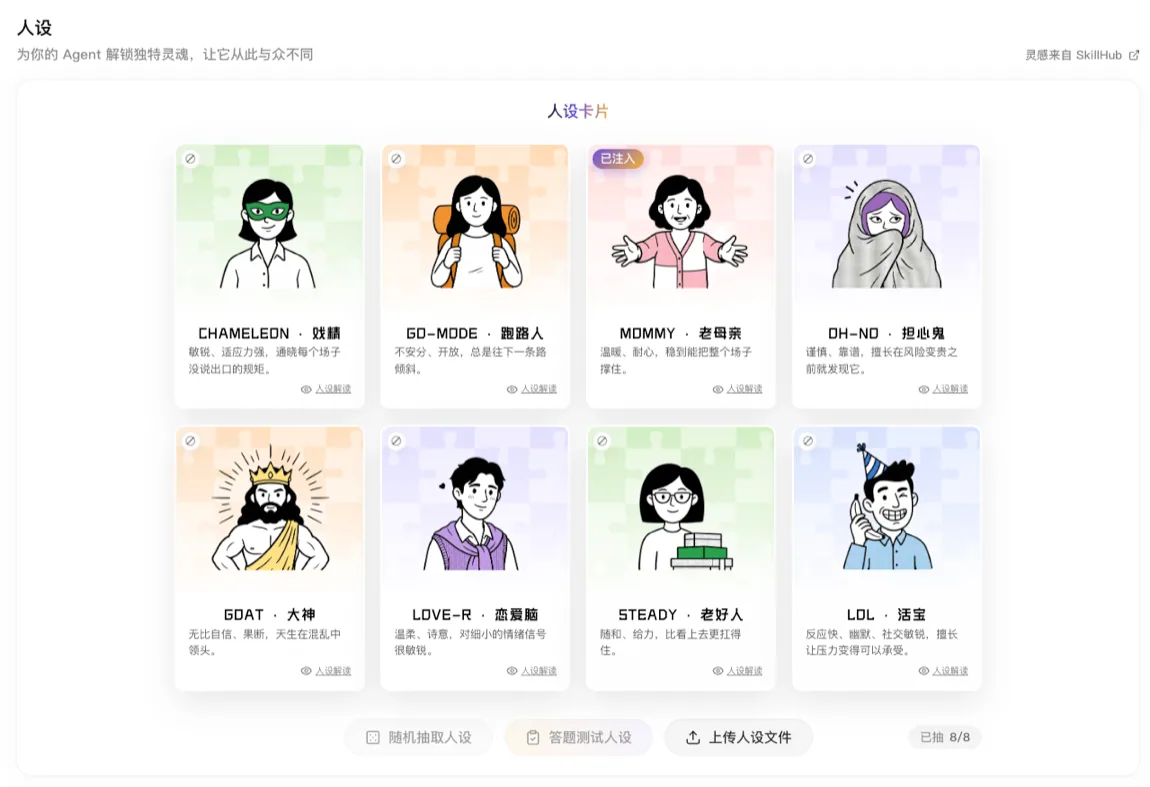 人设
为你的 Agent 解锁独特灵魂，让它从此与众不同
灵感来自 SkillHub
人设卡片
已注入
CHAMELEON · 戏精
敏锐、适应力强，通晓每个场子
没说出口的规矩。
人设解读
GO-MODE · 跑路人
不安分、开放，总是往下一条路
倾斜。
人设解读
MOMMY · 老母亲
温暖、耐心，稳到能把整个场子
撑住。
人设解读
OH-NO · 担心鬼
谨慎、靠谱，擅长在风险变贵之
前就发现它。
人设解读
GOAT · 大神
无比自信、果断，天生在混乱中
领头。
人设解读
LOVE-R · 恋爱脑
温柔、诗意，对细小的情绪信号
很敏锐。
人设解读
STEADY · 老好人
随和、给力，比看上去更扛得
住。
人设解读
LOL · 活宝
反应快、幽默、社交敏锐，擅长
让压力变得可以承受。
人设解读
随机抽取人设
答题测试人设
上传人设文件
已抽 8/8